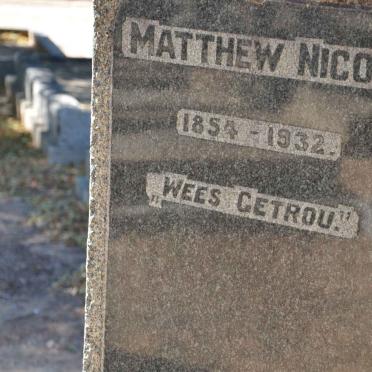 MATTHEW NICO
1854 - 1932.
„WEES GETROU."